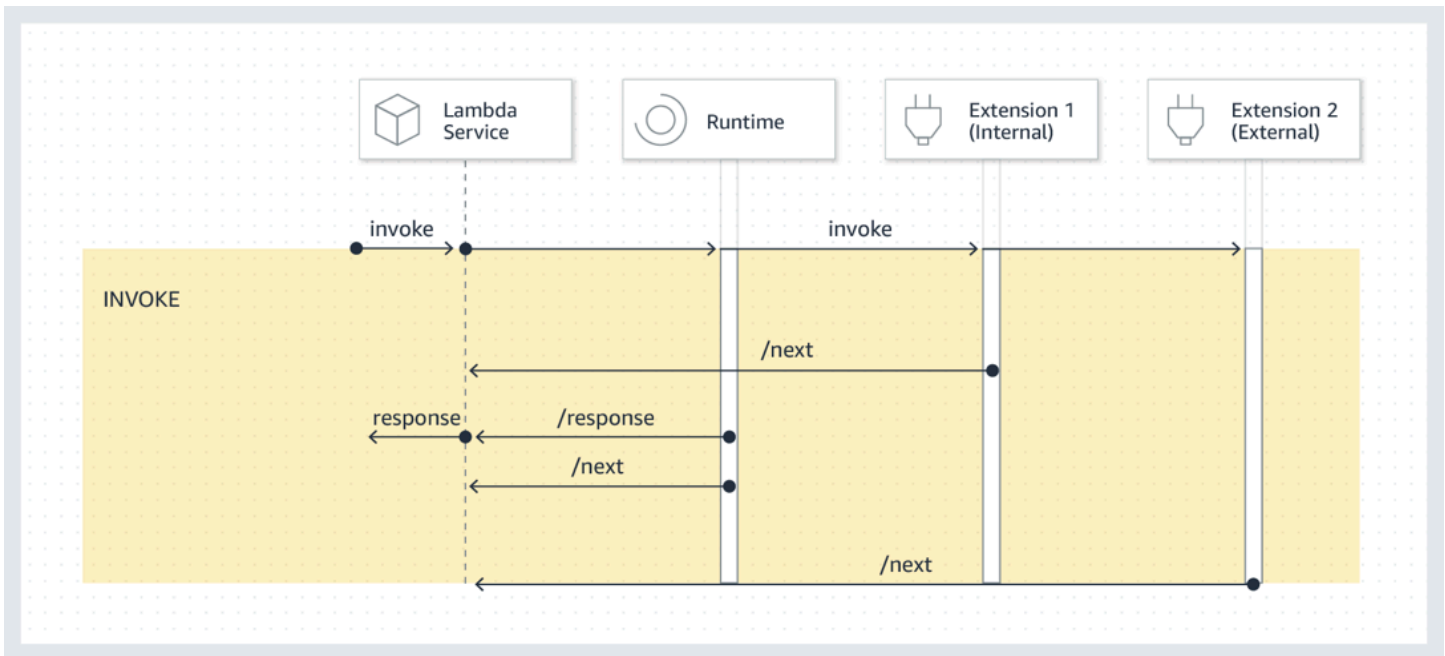 Lambda
Service
Runtime
Extension 1
(Internal)
Extension 2
(External)
invoke
invoke
INVOKE
/next
response
/response
/next
/next